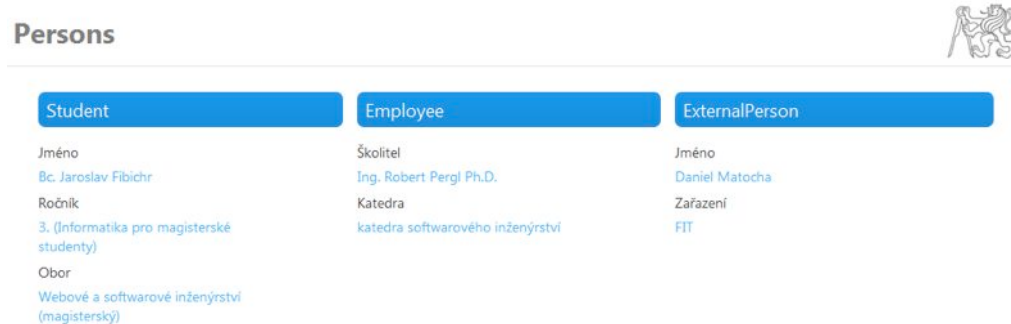 Persons
Student
Jméno
Bc. Jaroslav Fibichr
Ročník
3. (Informatika pro magisterské
studenty)
Obor
Webové a softwarové inženýrství
(magisterský)
Employee
Školitel
Ing. Robert Pergl Ph.D.
Katedra
katedra softwarového inženýrství
ExternalPerson
Jméno
Daniel Matocha
Zařazení
FIT